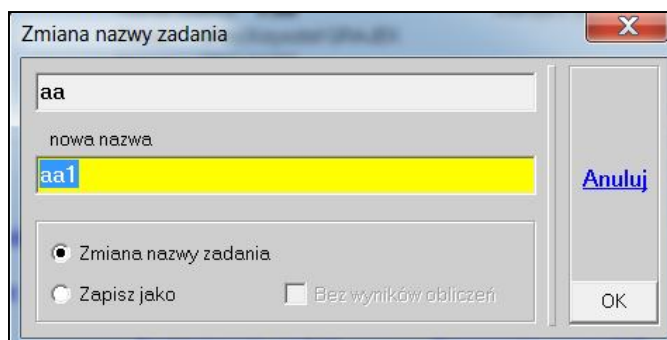 Zmiana nazwy zadania
aa
nowa nazwa
aa1
Anuluj
Zmiana nazwy zadania
Zapisz jako
Bez wyników obliczeń
OK